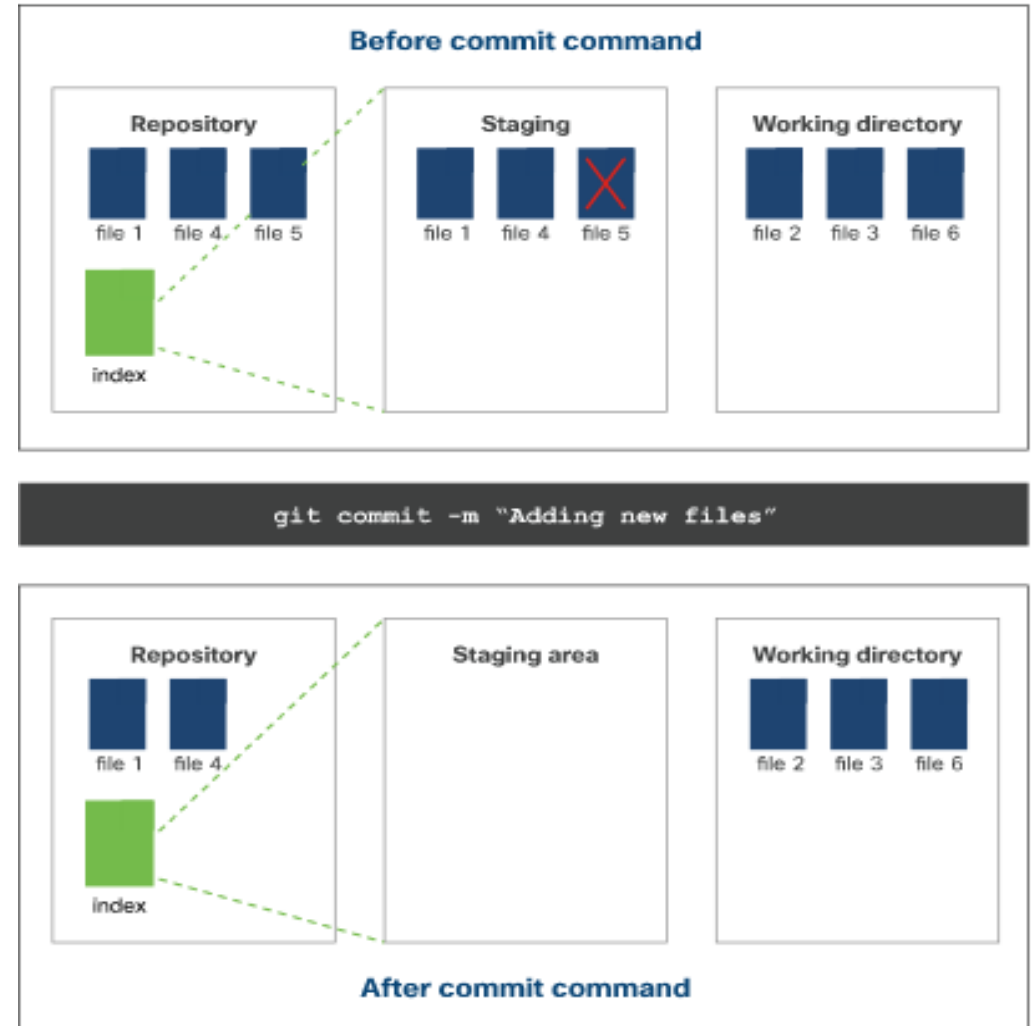 Before commit command
Repository
Staging
Working directory
file 1 file 4 file 5
file 1 file 4 file 5
file 2 file 3 file 6
index
git commit -m “Adding new files”
Repository
Staging area
Working directory
file 1 file 4
file 2 file 3 file 6
index
After commit command